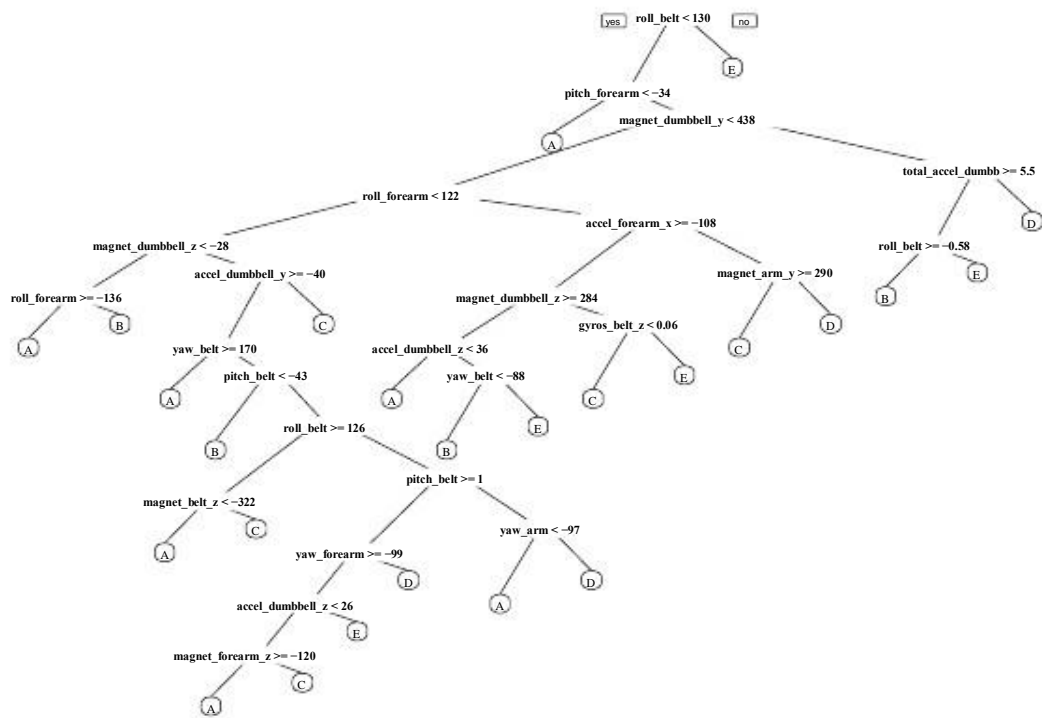 yes roll_belt < 130 no
E
pitch_forearm < −34
magnet_dumbbell_y < 438
A
total_accel_dumbb >= 5.5
roll_forearm < 122
D
accel_forearm_x >= −108
magnet_dumbbell_z < −28
roll_belt >= −0.58
accel_dumbbell_y >= −40
magnet_arm_y >= 290
E
roll_forearm >= −136
magnet_dumbbell_z >= 284
B
B
C
gyros_belt_z < 0.06
D
A
yaw_belt >= 170
accel_dumbbell_z < 36
C
pitch_belt < −43
yaw_belt < −88
E
A
A
C
roll_belt >= 126
E
B
B
pitch_belt >= 1
magnet_belt_z < −322
C
yaw_arm < −97
A
yaw_forearm >= −99
D
D
accel_dumbbell_z < 26
A
E
magnet_forearm_z >= −120
C
A